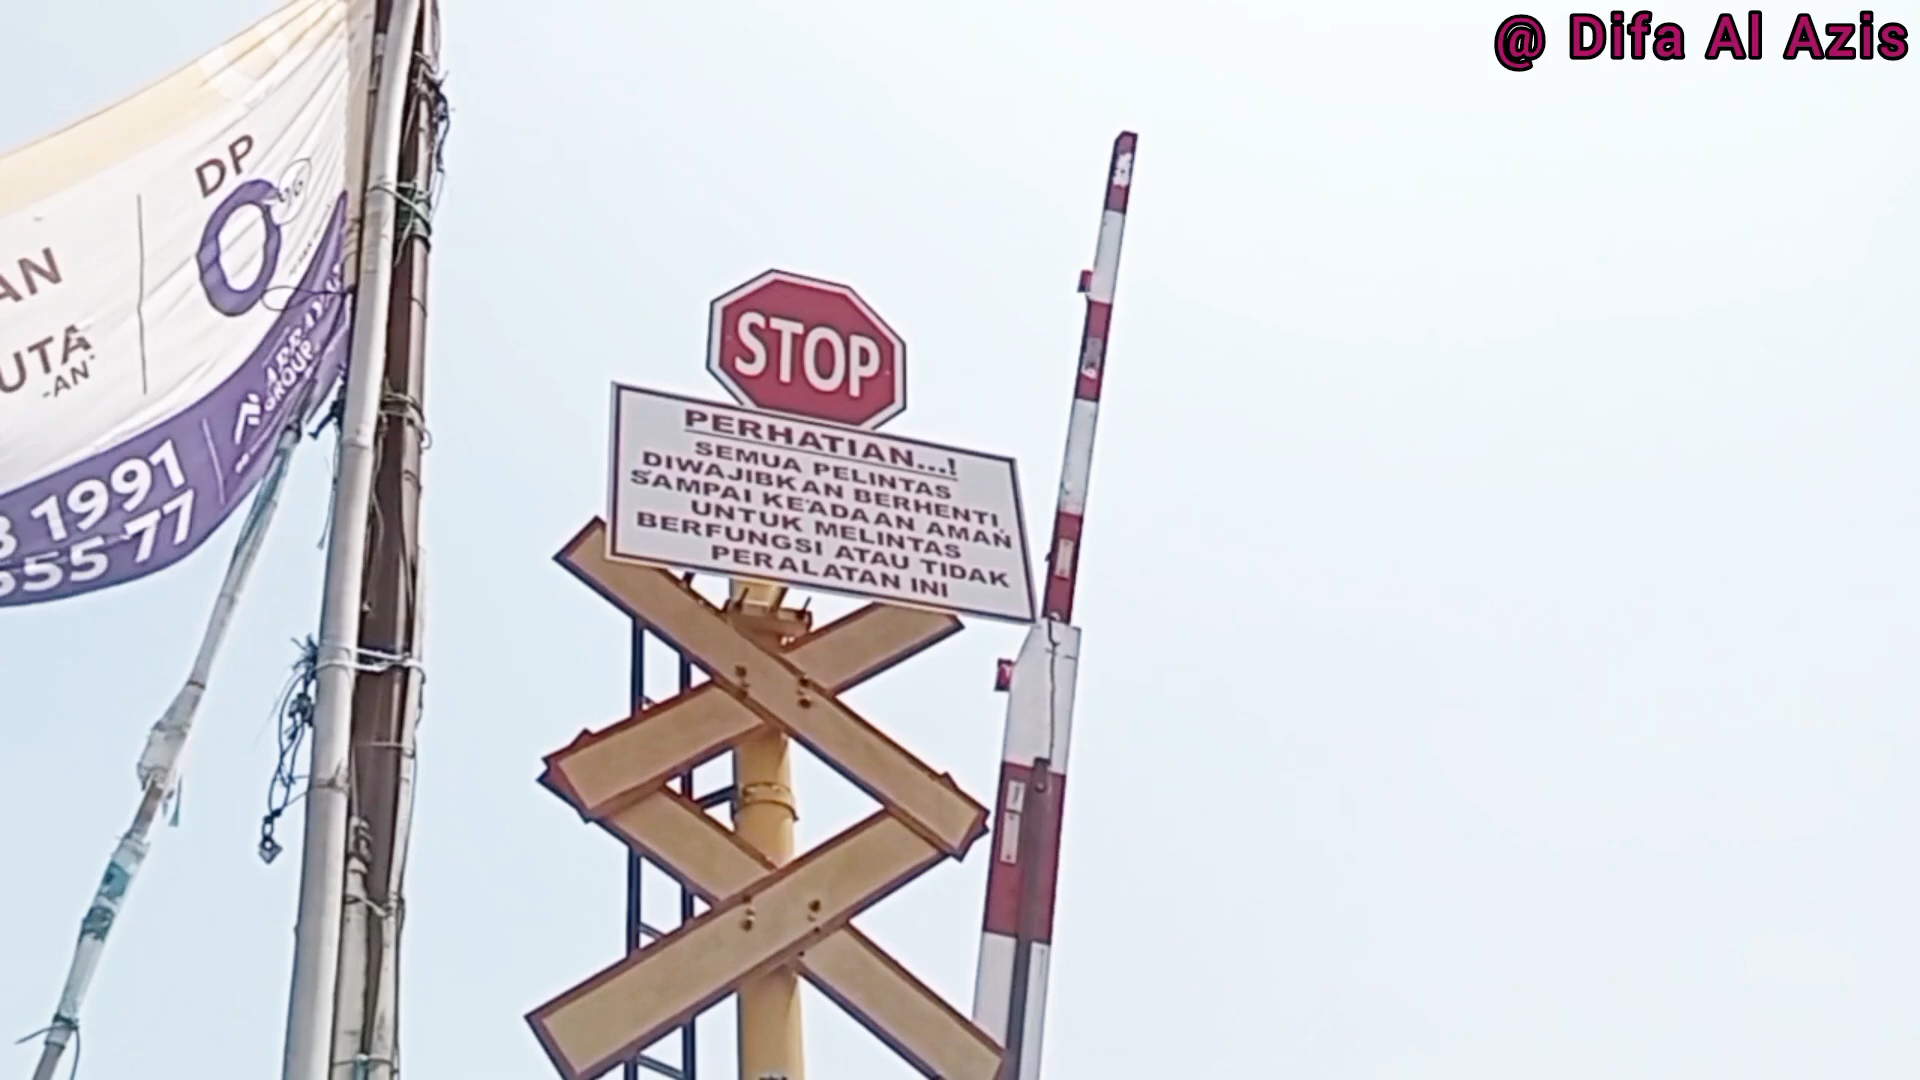 @ Difa Al Azis
DP
0%
AN
UTA
-AN-
GROUP
1991
555 77
STOP
PERHATIAN...!
SEMUA PELINTAS
DIWAJIBKAN BERHENTI
SAMPAI KEADAAN AMAN
UNTUK MELINTAS
BERFUNGSI ATAU TIDAK
PERALATAN INI